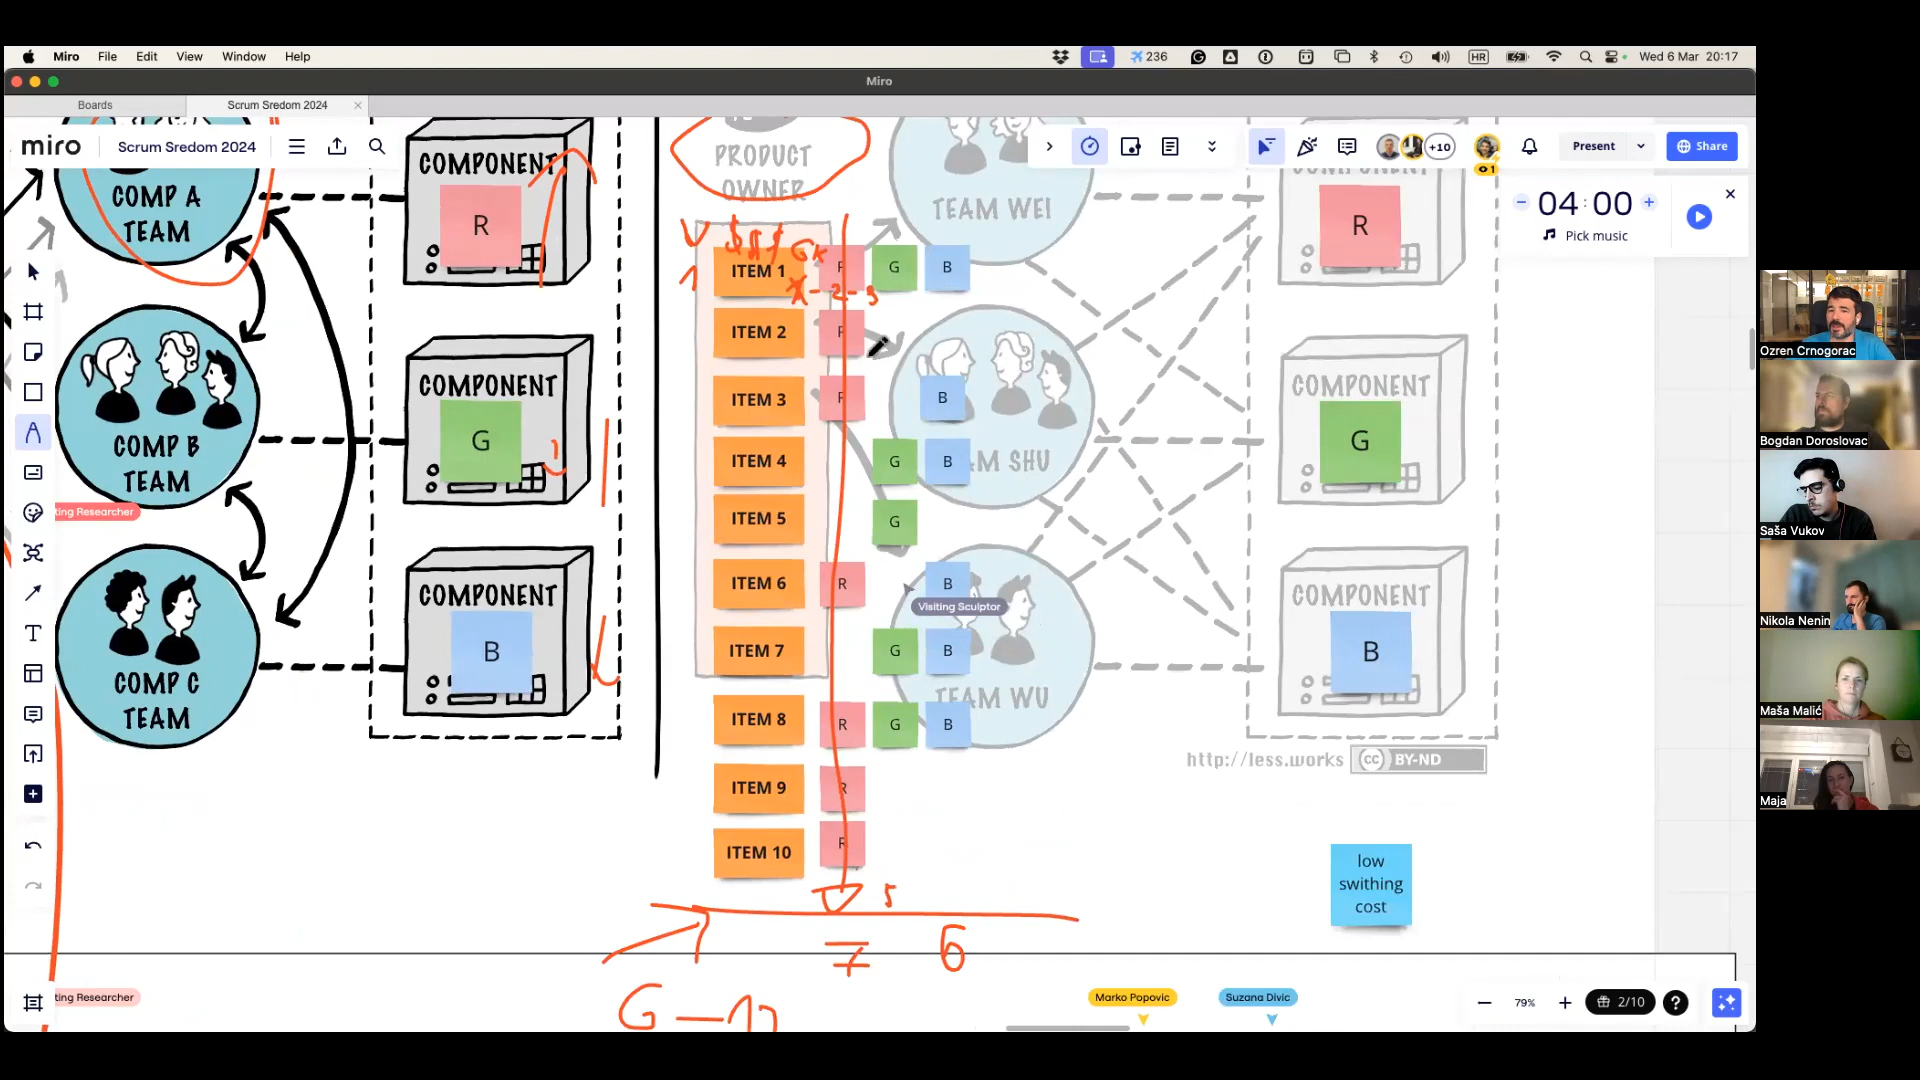 Miro File Edit View Window Help
236
HR
Wed 6 Mar 20:17
Miro
Boards
Scrum Sredom 2024
miro
Scrum Sredom 2024
+10
1
Present
Share
04:00
Pick music
COMP A
TEAM
COMPONENT
R
PRODUCT
OWNER
TEAM WEI
R
COMP B
TEAM
COMPONENT
G
TEAM SHU
COMPONENT
G
COMP C
TEAM
COMPONENT
B
TEAM WU
COMPONENT
B
ITEM 1
R
G
B
ITEM 2
R
ITEM 3
R
B
ITEM 4
G
B
ITEM 5
G
ITEM 6
R
B
ITEM 7
G
B
ITEM 8
R
G
B
ITEM 9
R
ITEM 10
R
5
7 6
ting Researcher
Visiting Sculptor
http://less.works
CC BY-ND
low
swithing
cost
ting Researcher
Marko Popovic
Suzana Divic
79%
2/10
?
Ozren Crnogorac
Bogdan Doroslovac
Saša Vukov
Nikola Nenin
Maša Malić
Maja